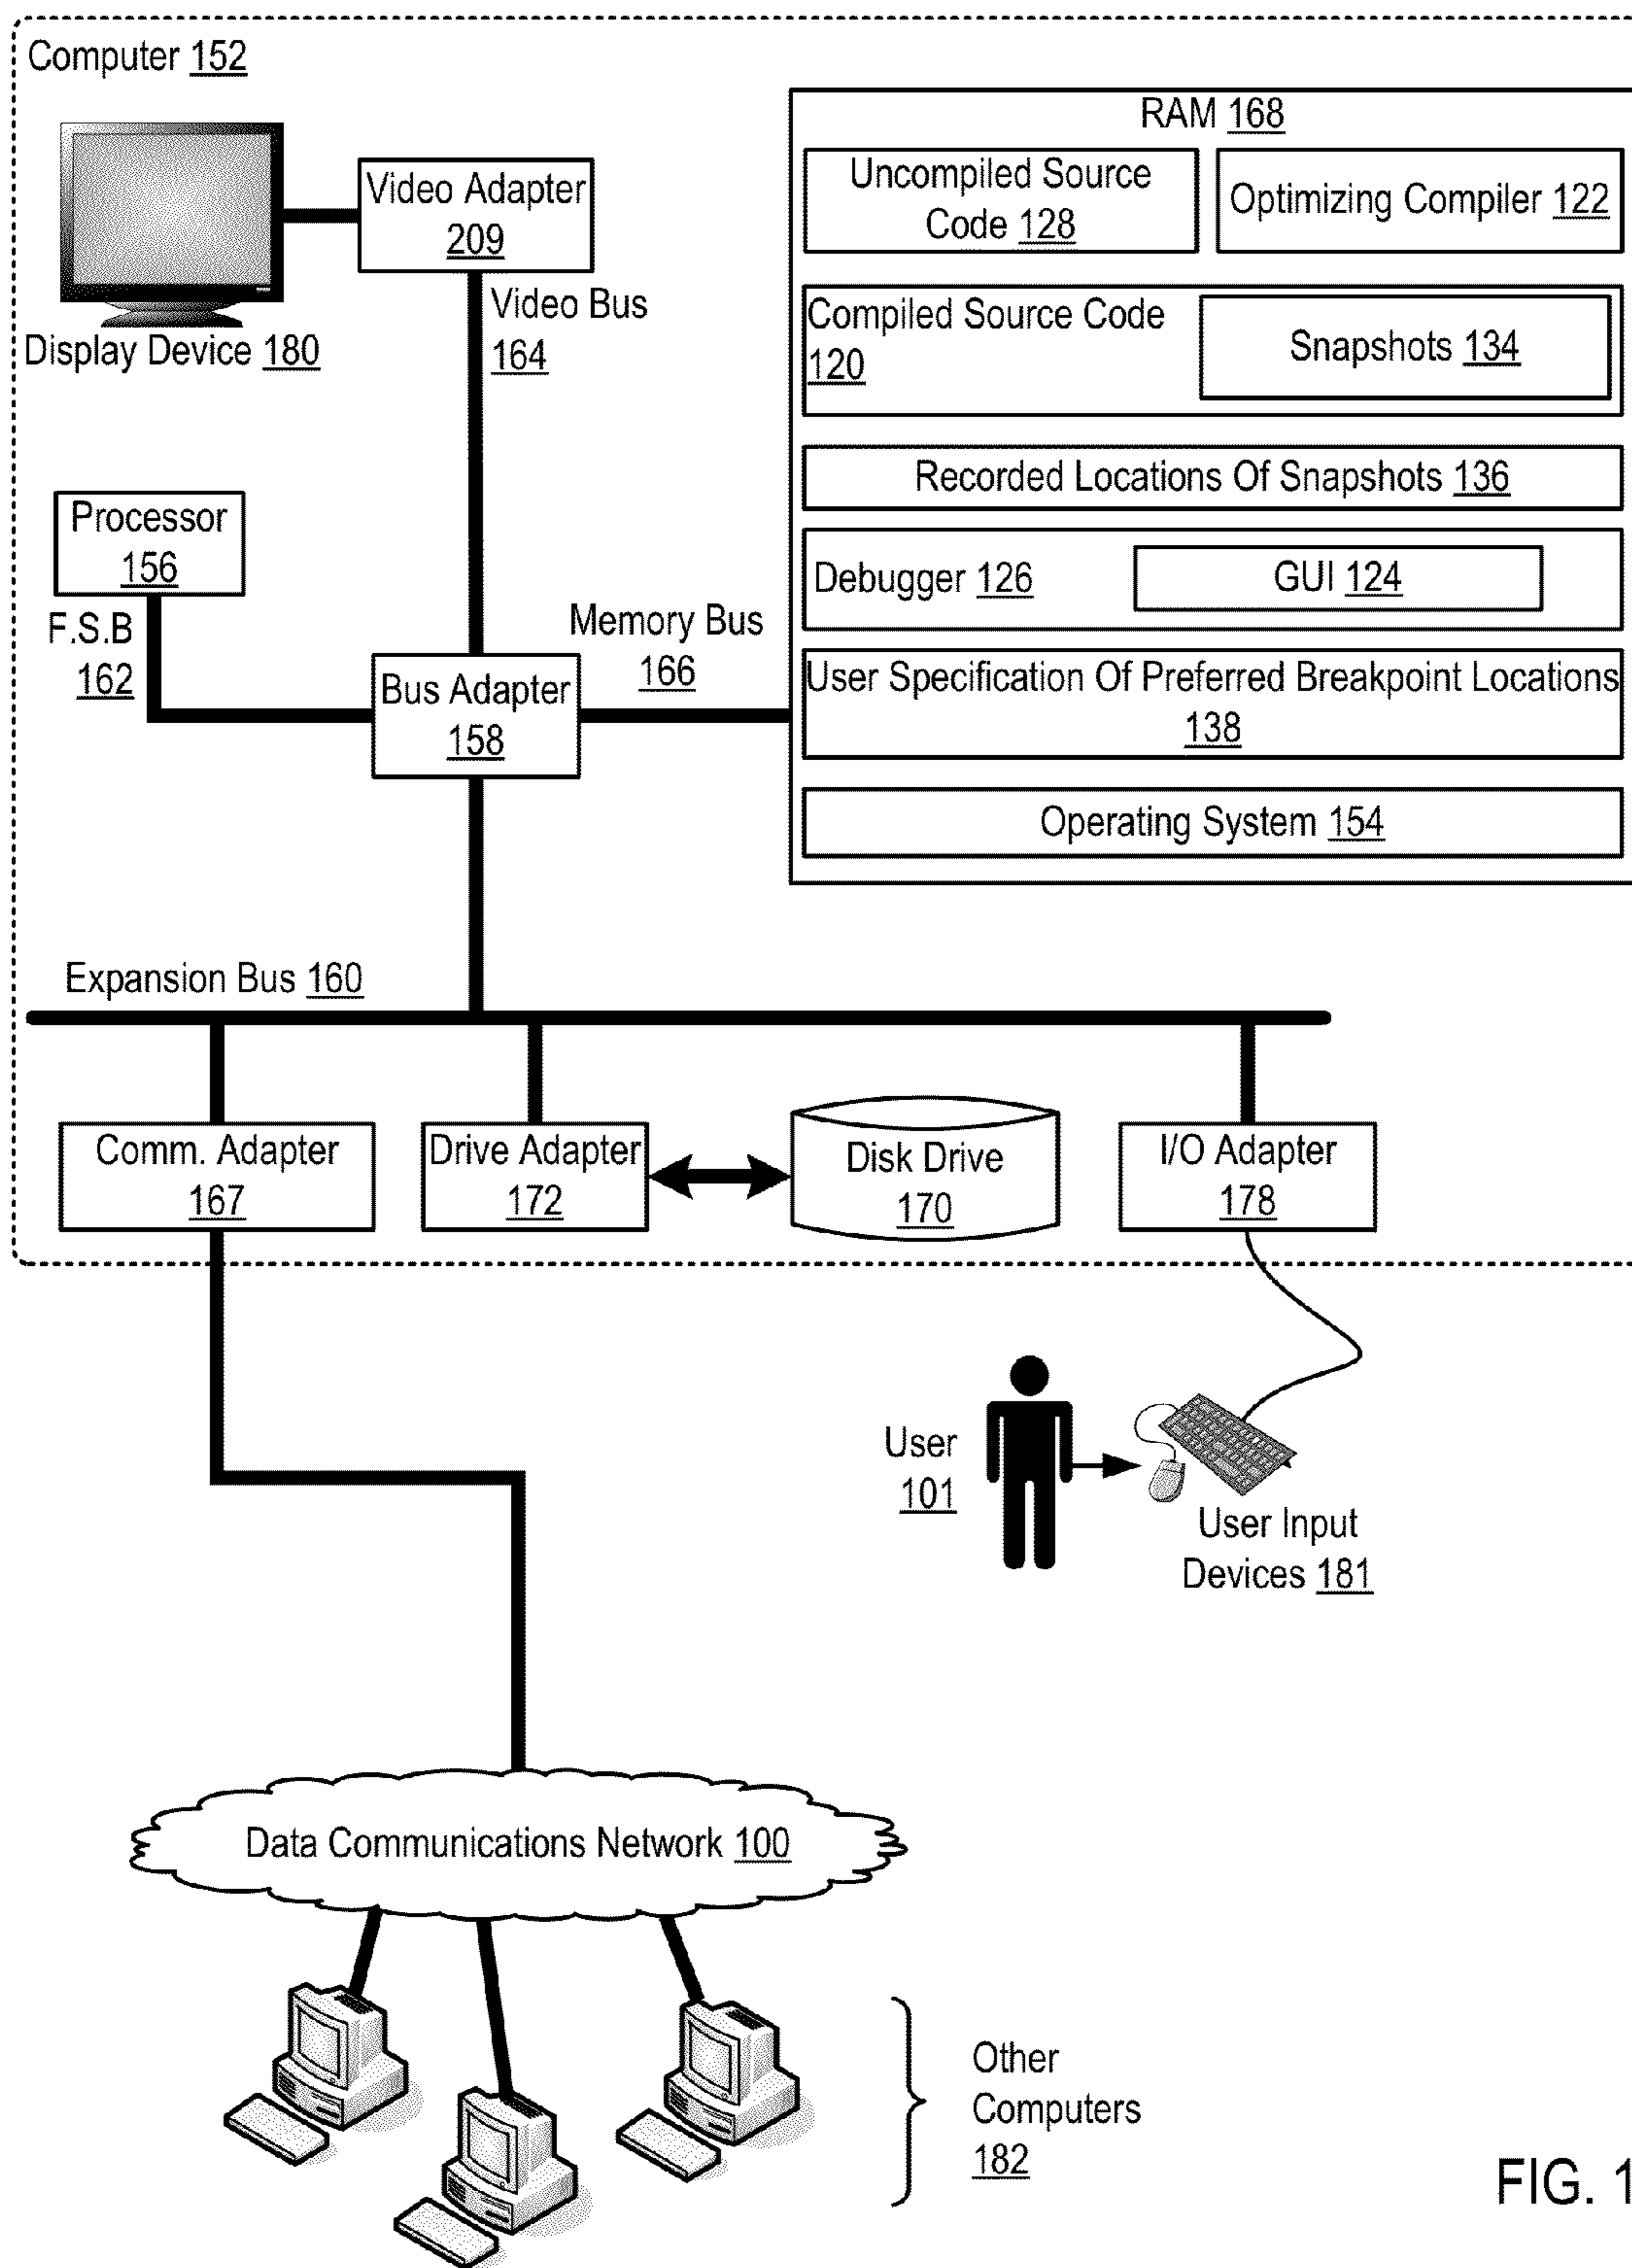 Computer 152
RAM 168
Video Adapter
209
Uncompiled Source
Code 128
Optimizing Compiler 122
Video Bus
164
Display Device 180
Compiled Source Code
120
Snapshots 134
Recorded Locations Of Snapshots 136
Processor
156
F.S.B
162
Debugger 126
GUI 124
Memory Bus
166
Bus Adapter
158
User Specification Of Preferred Breakpoint Locations
138
Operating System 154
Expansion Bus 160
Comm. Adapter
167
Drive Adapter
172
Disk Drive
170
I/O Adapter
178
User
101
User Input
Devices 181
Data Communications Network 100
Other
Computers
182
FIG. 1